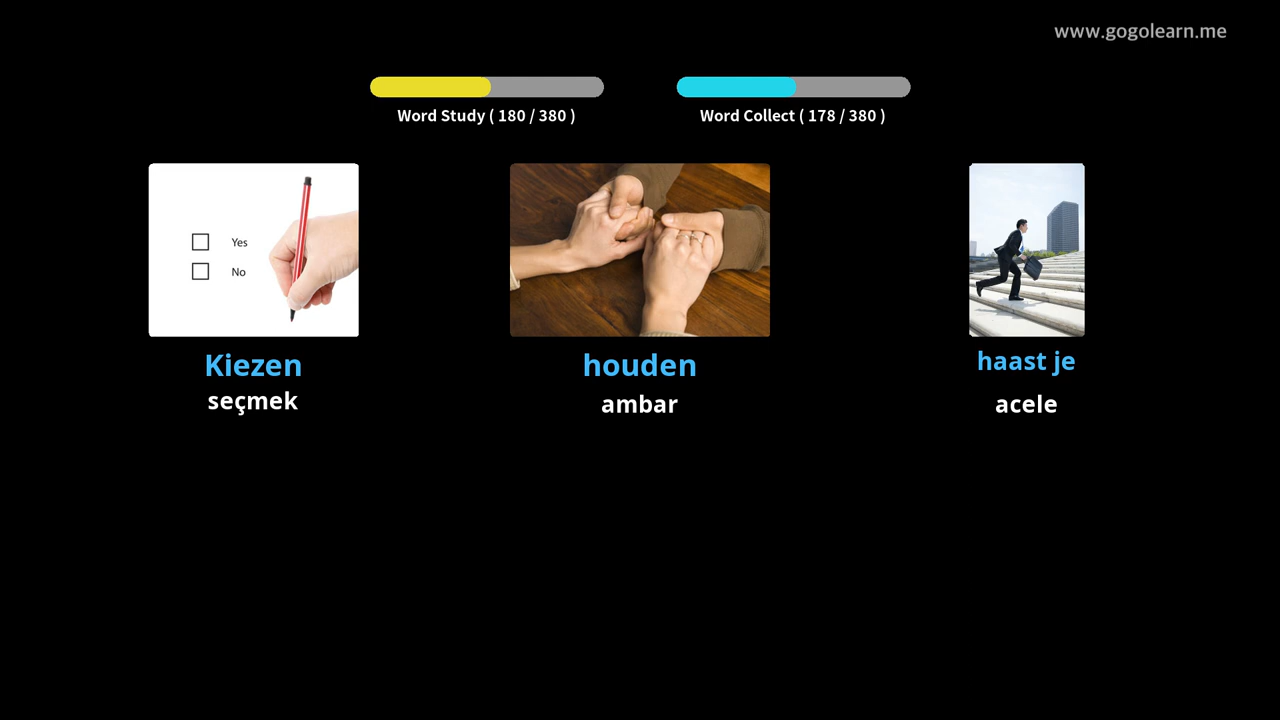 www.gogolearn.me
Word Study ( 180 / 380 )
Word Collect ( 178 / 380 )
Yes
No
Kiezen
houden
haast je
seçmek
ambar
acele